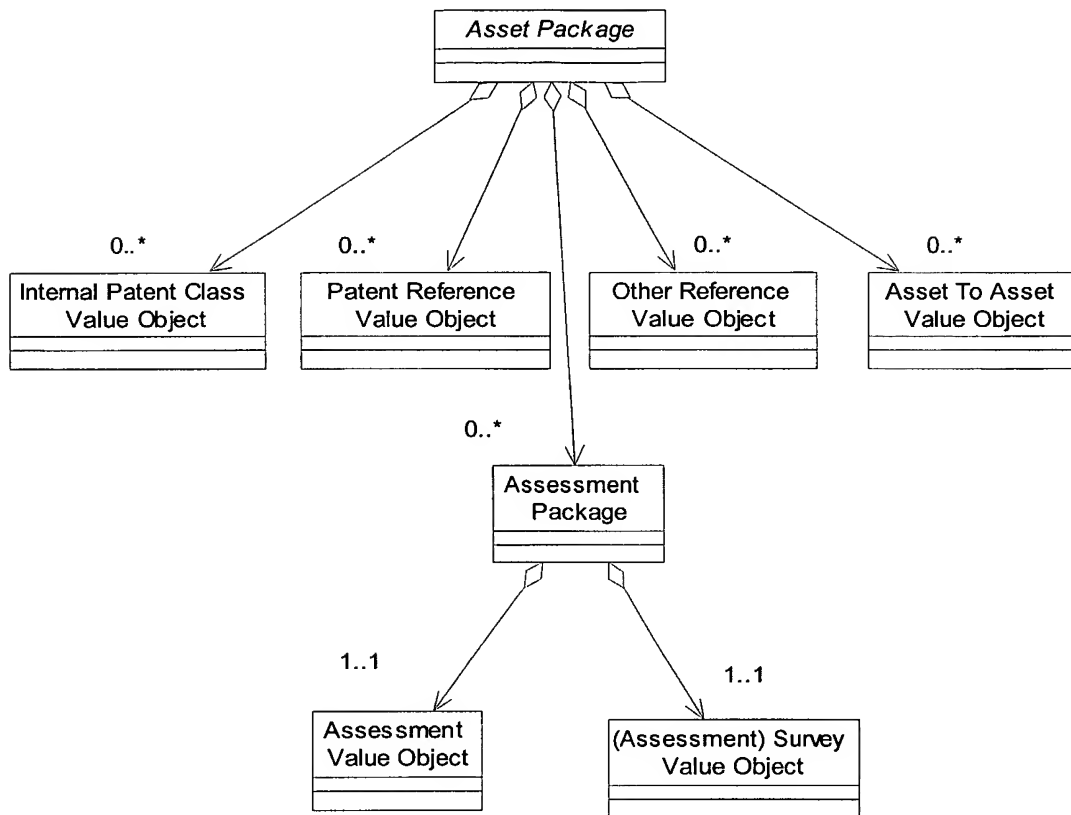 Asset Package
0..*
0..*
0..*
0..*
Internal Patent Class
Value Object
Patent Reference
Value Object
Other Reference
Value Object
Asset To Asset
Value Object
0..*
Assessment
Package
1..1
1..1
Assessment
Value Object
(Assessment) Survey
Value Object